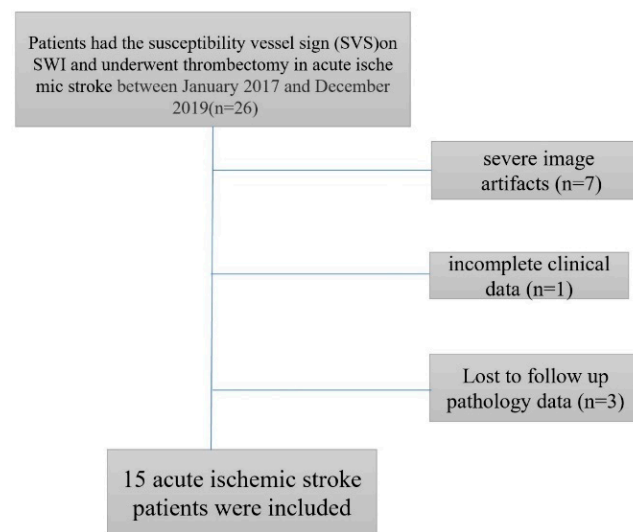 Patients had the susceptibility vessel sign (SVS)on
SWI and underwent thrombectomy in acute ische
mic stroke between January 2017 and December
2019(n=26)
severe image
artifacts (n=7)
incomplete clinical
data (n=1)
Lost to follow up
pathology data (n=3)
15 acute ischemic stroke
patients were included